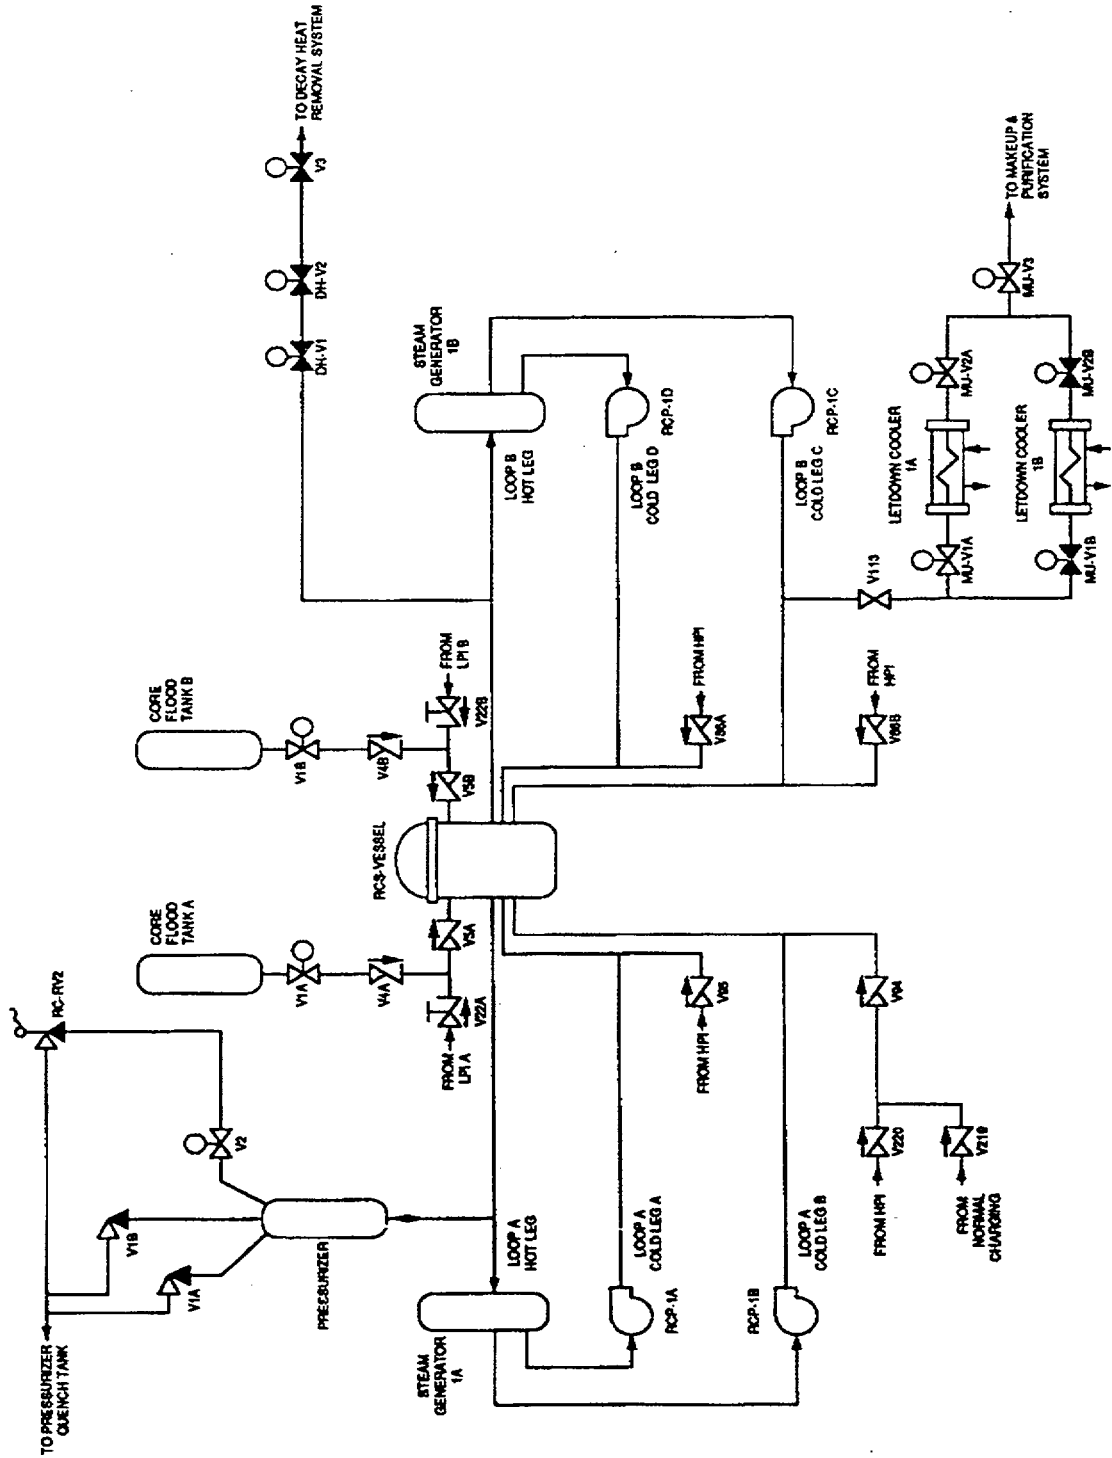 TO PRESSURIZER
QUENCH TANK
V1A
V1B
V2
RC-RV2
PRESSURIZER
CORE
FLOOD
TANK A
V1A
V4A
FROM
LPI A
V22A
V5A
RCS-VESSEL
CORE
FLOOD
TANK B
V1B
V4B
V5B
V22B
FROM
LPI B
DH-V1
DH-V2
V3
TO DECAY HEAT
REMOVAL SYSTEM
STEAM
GENERATOR
1A
LOOP A
HOT LEG
LOOP B
HOT LEG
STEAM
GENERATOR
1B
RCP-1A
LOOP A
COLD LEG A
FROM HPI
V95
V86A
FROM HPI
LOOP B
COLD LEG D
RCP-1D
RCP-1B
LOOP A
COLD LEG B
FROM HPI
V220
V94
FROM
NORMAL
CHARGING
V219
V86B
FROM
HPI
LOOP B
COLD LEG C
RCP-1C
V113
MU-V1A
LETDOWN COOLER
1A
MU-V2A
MU-V1B
LETDOWN COOLER
1B
MU-V2B
MU-V3
TO MAKEUP &
PURIFICATION
SYSTEM